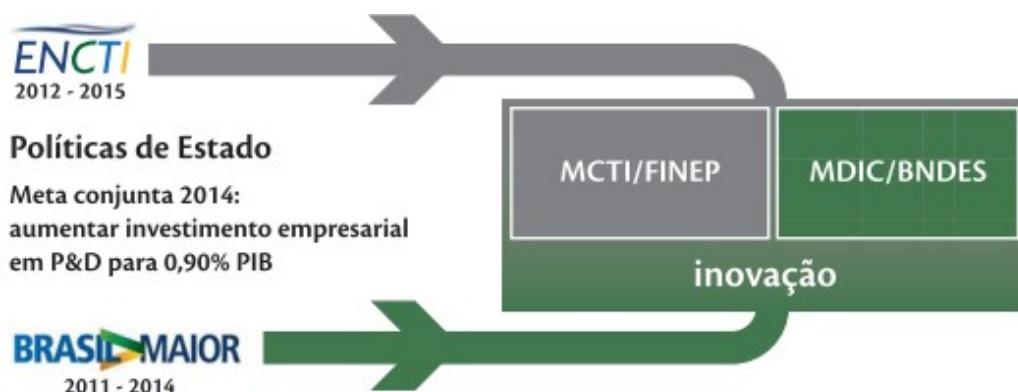 ENCTI
2012 - 2015
Políticas de Estado
Meta conjunta 2014:
aumentar investimento empresarial
em P&D para 0,90% PIB
MCTI/FINEP
MDIC/BNDES
inovação
BRASIL MAIOR
2011 - 2014